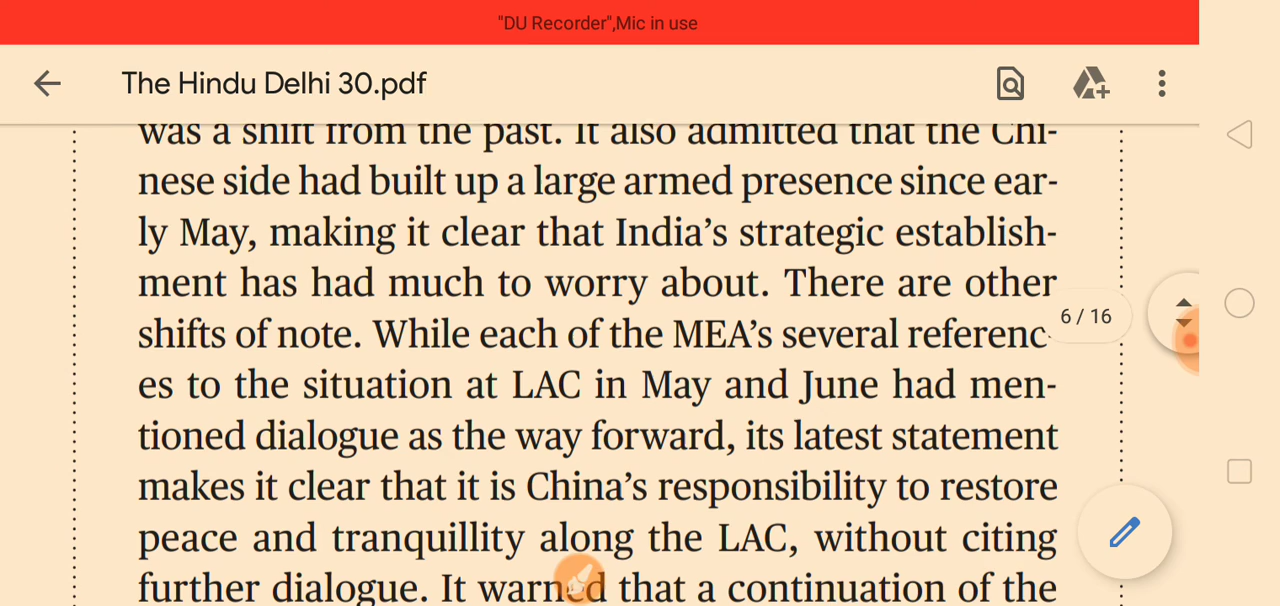 "DU Recorder",Mic in use
The Hindu Delhi 30.pdf
was a shift from the past. It also admitted that the Chi-
nese side had built up a large armed presence since ear-
ly May, making it clear that India’s strategic establish-
ment has had much to worry about. There are other
shifts of note. While each of the MEA’s several referenc-
6 / 16
es to the situation at LAC in May and June had men-
tioned dialogue as the way forward, its latest statement
makes it clear that it is China’s responsibility to restore
peace and tranquillity along the LAC, without citing
further dialogue. It warned that a continuation of the